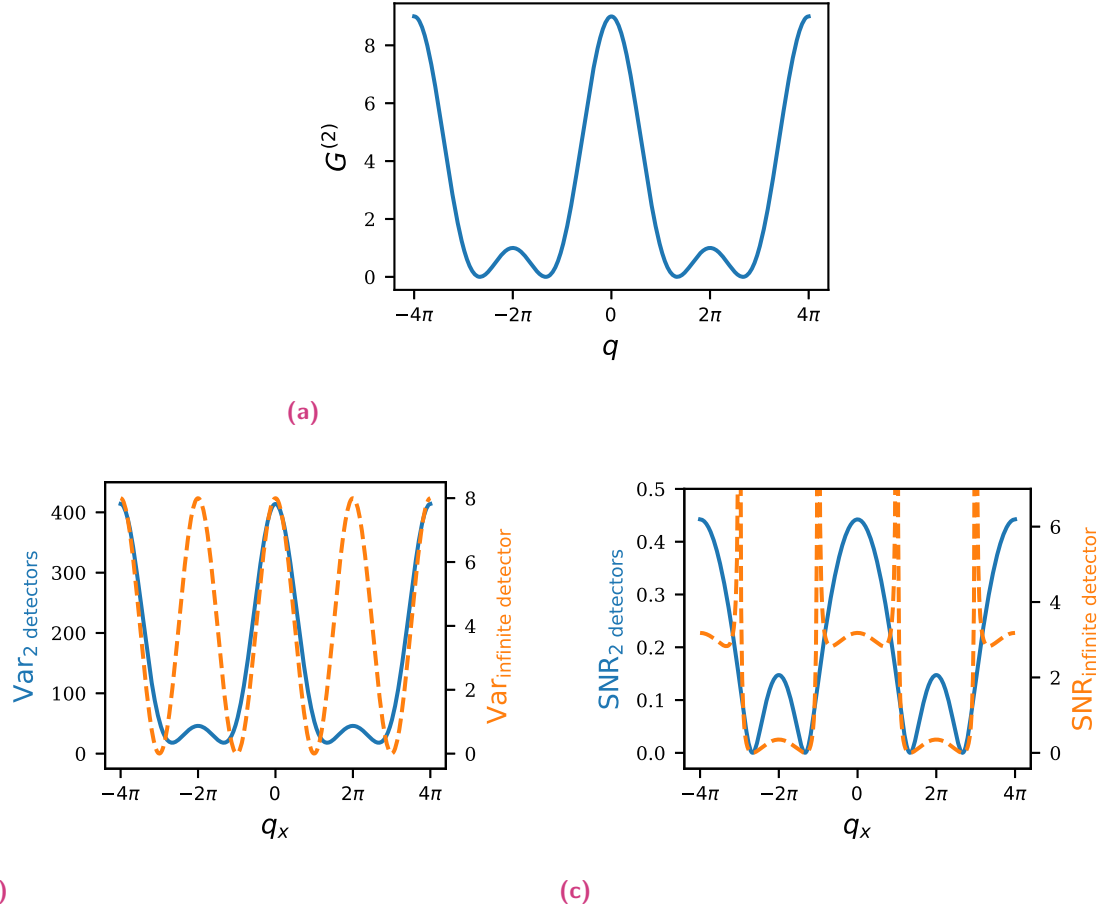 8
6
4
2
0
G^(2)
−4π −2π 0 2π 4π
q
(a)
400
300
200
100
0
Var_2 detectors
8
6
4
2
0
Var_infinite detector
−4π −2π 0 2π 4π
q_x
)
0.5
0.4
0.3
0.2
0.1
0.0
SNR_2 detectors
6
4
2
0
SNR_infinite detector
−4π −2π 0 2π 4π
q_x
(c)